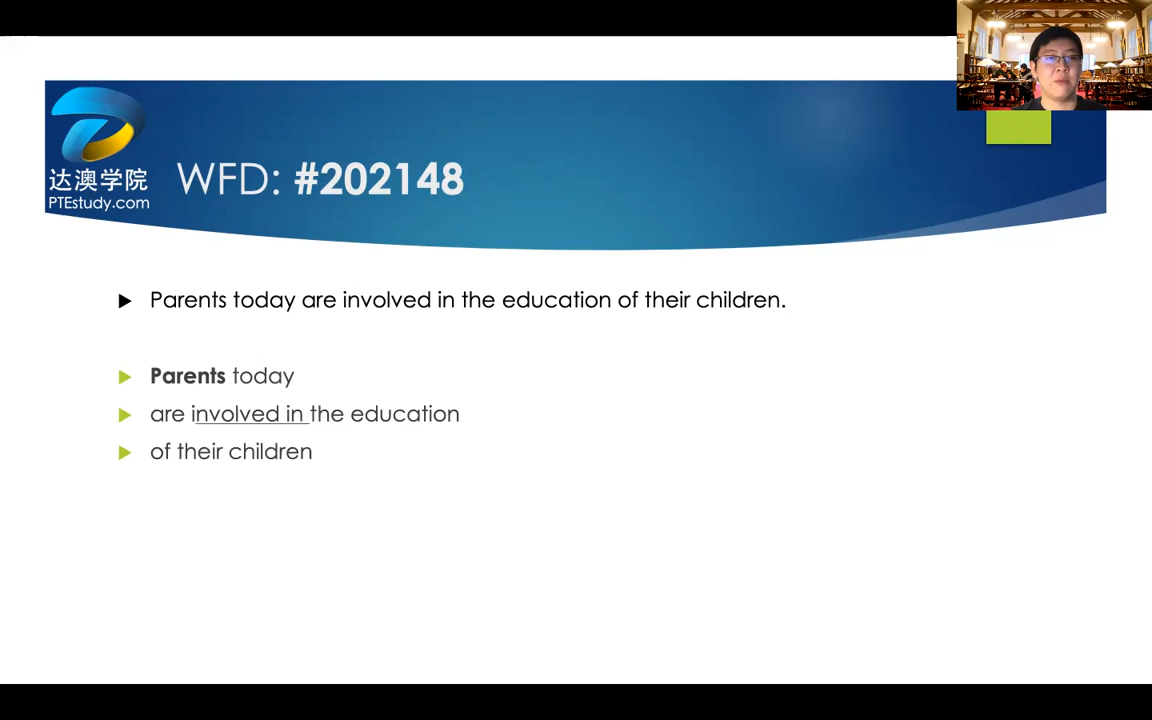 达澳学院
PTEstudy.com
WFD: #202148
Parents today are involved in the education of their children.
Parents today
are involved in the education
of their children